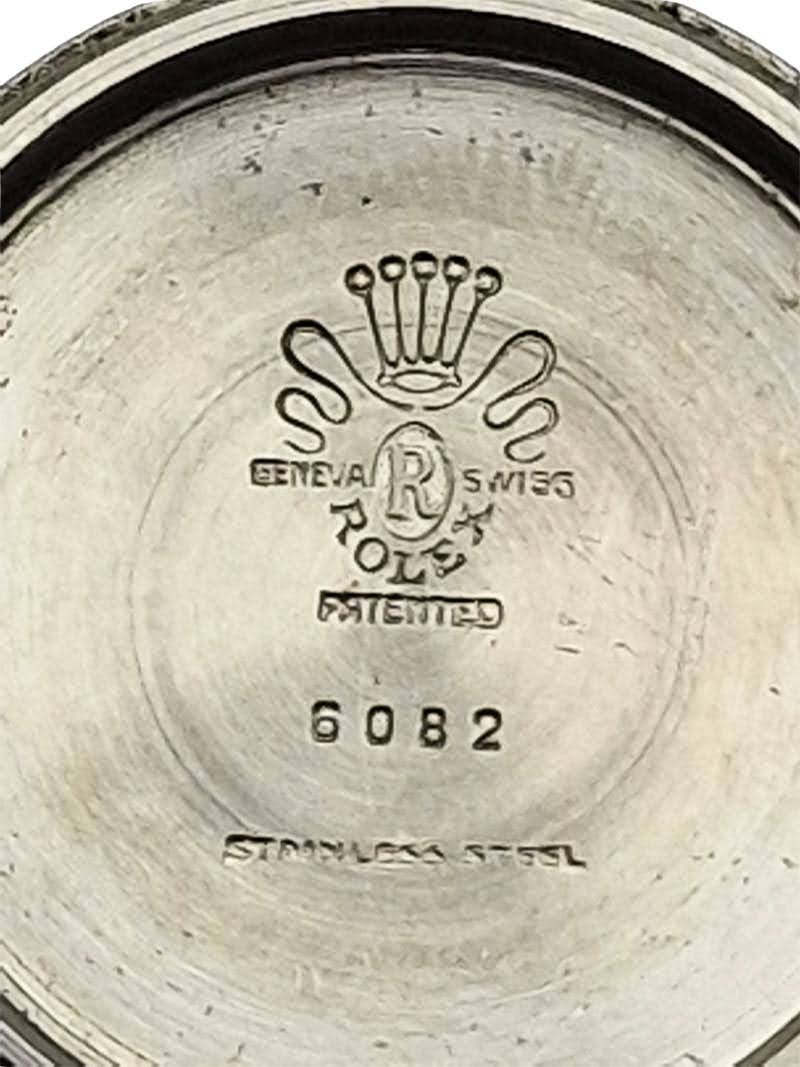 GENEVA R SWISS
ROLEX
PATENTED
6082
STAINLESS STEEL